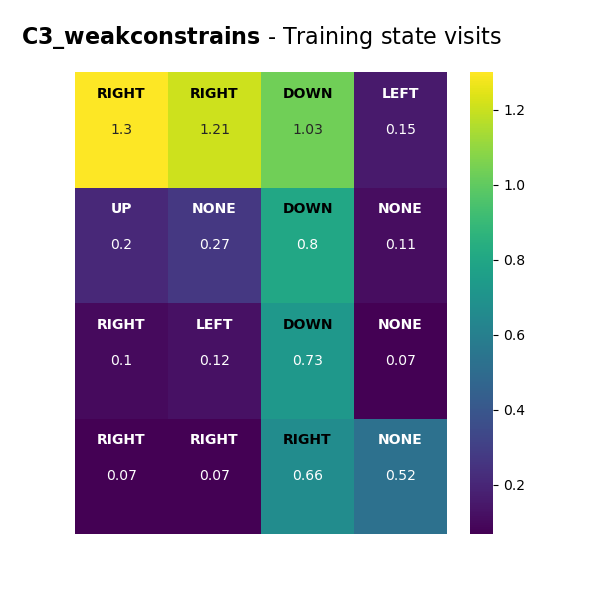 C3_weakconstrains - Training state visits
RIGHT RIGHT DOWN LEFT
1.3 1.21 1.03 0.15
UP NONE DOWN NONE
0.2 0.27 0.8 0.11
RIGHT LEFT DOWN NONE
0.1 0.12 0.73 0.07
RIGHT RIGHT RIGHT NONE
0.07 0.07 0.66 0.52
1.2
1.0
0.8
0.6
0.4
0.2